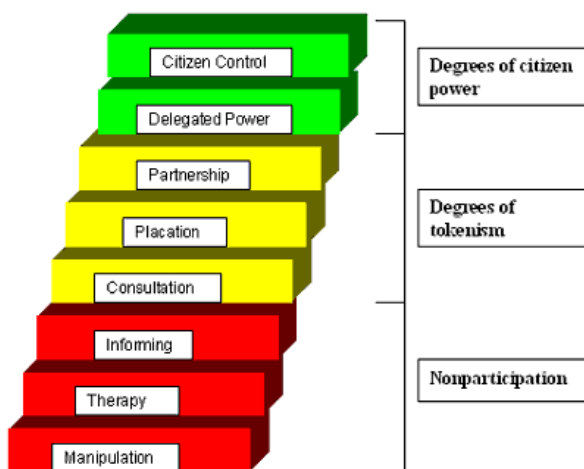 Citizen Control
Delegated Power
Partnership
Placation
Consultation
Informing
Therapy
Manipulation
Degrees of citizen
power
Degrees of
tokenism
Nonparticipation